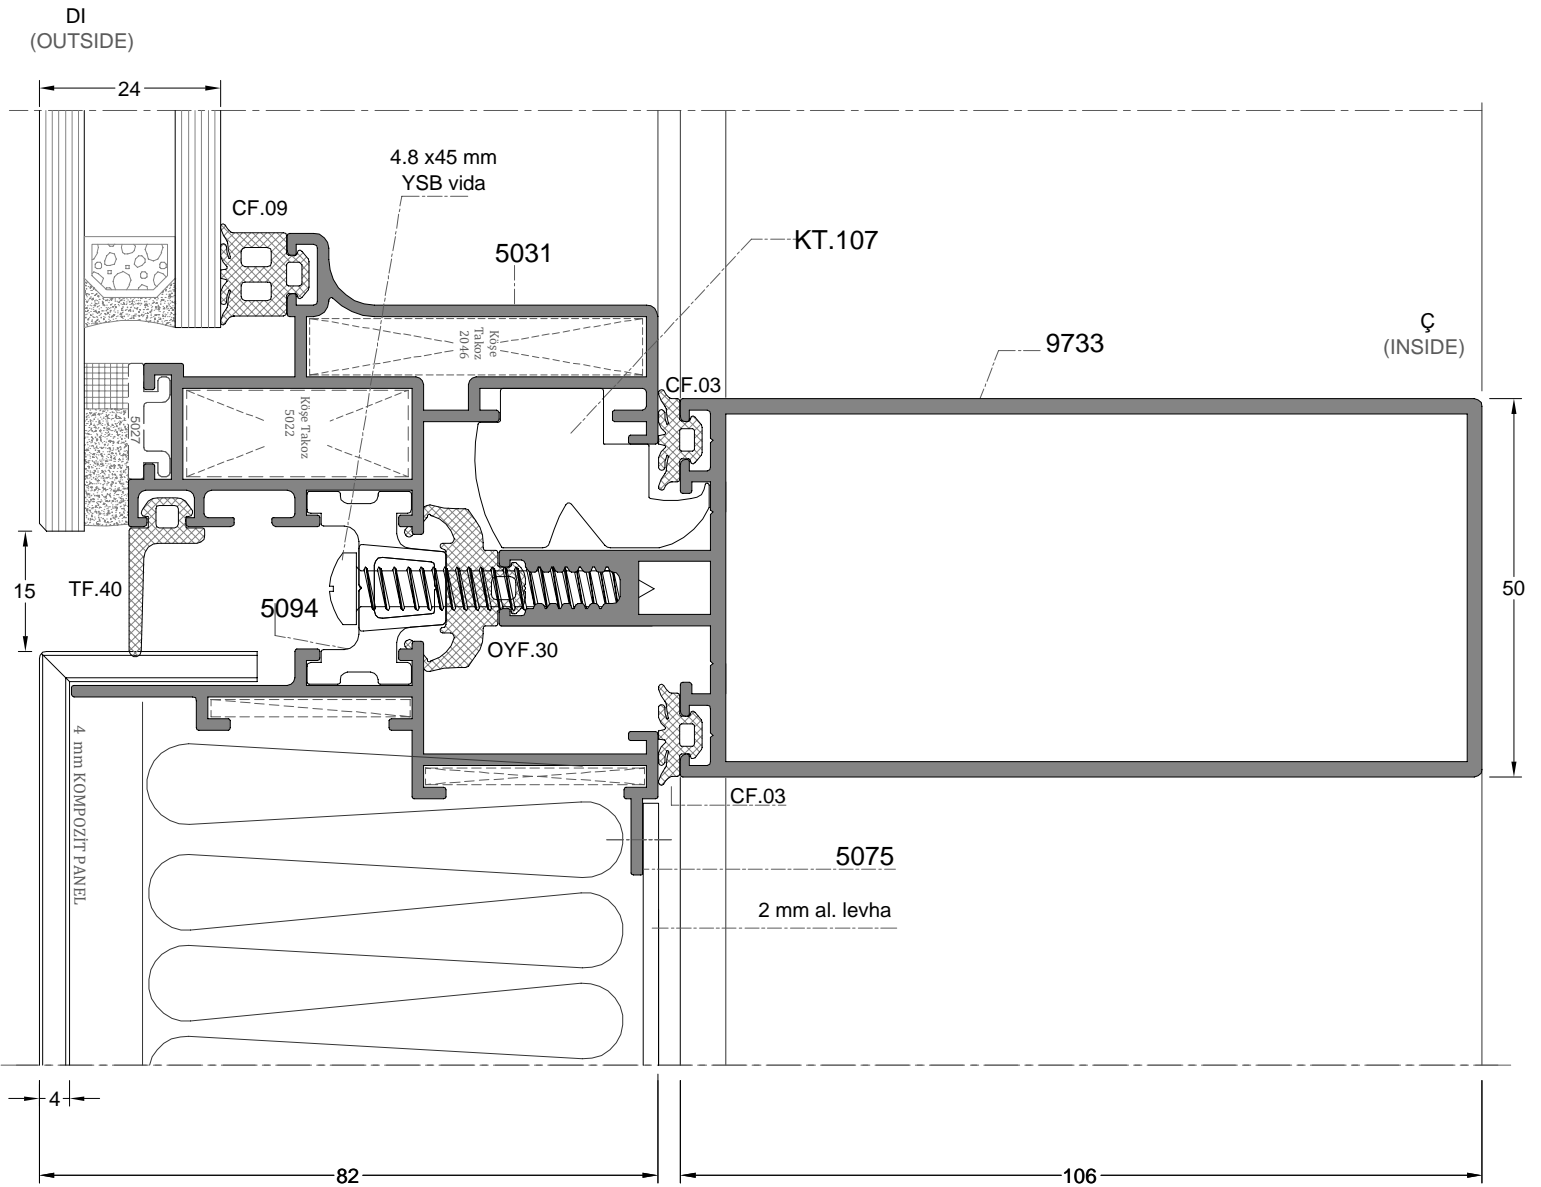 DI
(OUTSIDE)
24
4.8 x45 mm
YSB vida
CF.09
5031
KT.107
Köşe
Takoz
2046
9733
Ç
(INSIDE)
CF.03
Köşe Takoz
5022
5027
15
TF.40
5094
OYF.30
50
4 mm KOMPOZİT PANEL
CF.03
5075
2 mm al. levha
4
82
106